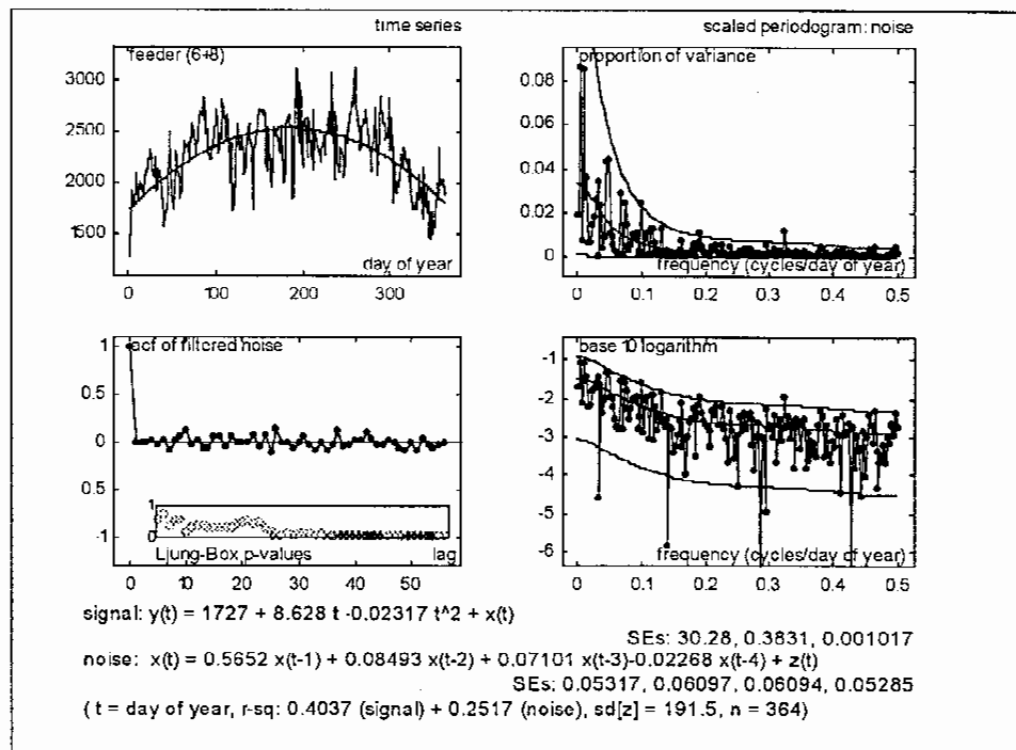 time series
feeder (6+8)
3000
2500
2000
1500
day of year
0 100 200 300
scaled periodogram: noise
proportion of variance
0.08
0.06
0.04
0.02
0
frequency (cycles/day of year)
0 0.1 0.2 0.3 0.4 0.5
acf of filtered noise
1
0.5
0
0.5
-1
1
0
Ljung-Box p-values lag
0 10 20 30 40 50
base 10 logarithm
-1
-2
-3
-4
-5
-6
frequency (cycles/day of year)
0 0.1 0.2 0.3 0.4 0.5
signal: y(t) = 1727 + 8.628 t -0.02317 t^2 + x(t)
SEs: 30.28, 0.3831, 0.001017
noise: x(t) = 0.5652 x(t-1) + 0.08493 x(t-2) + 0.07101 x(t-3)-0.02268 x(t-4) + z(t)
SEs: 0.05317, 0.06097, 0.06094, 0.05285
( t = day of year, r-sq: 0.4037 (signal) + 0.2517 (noise), sd[z] = 191.5, n = 364)